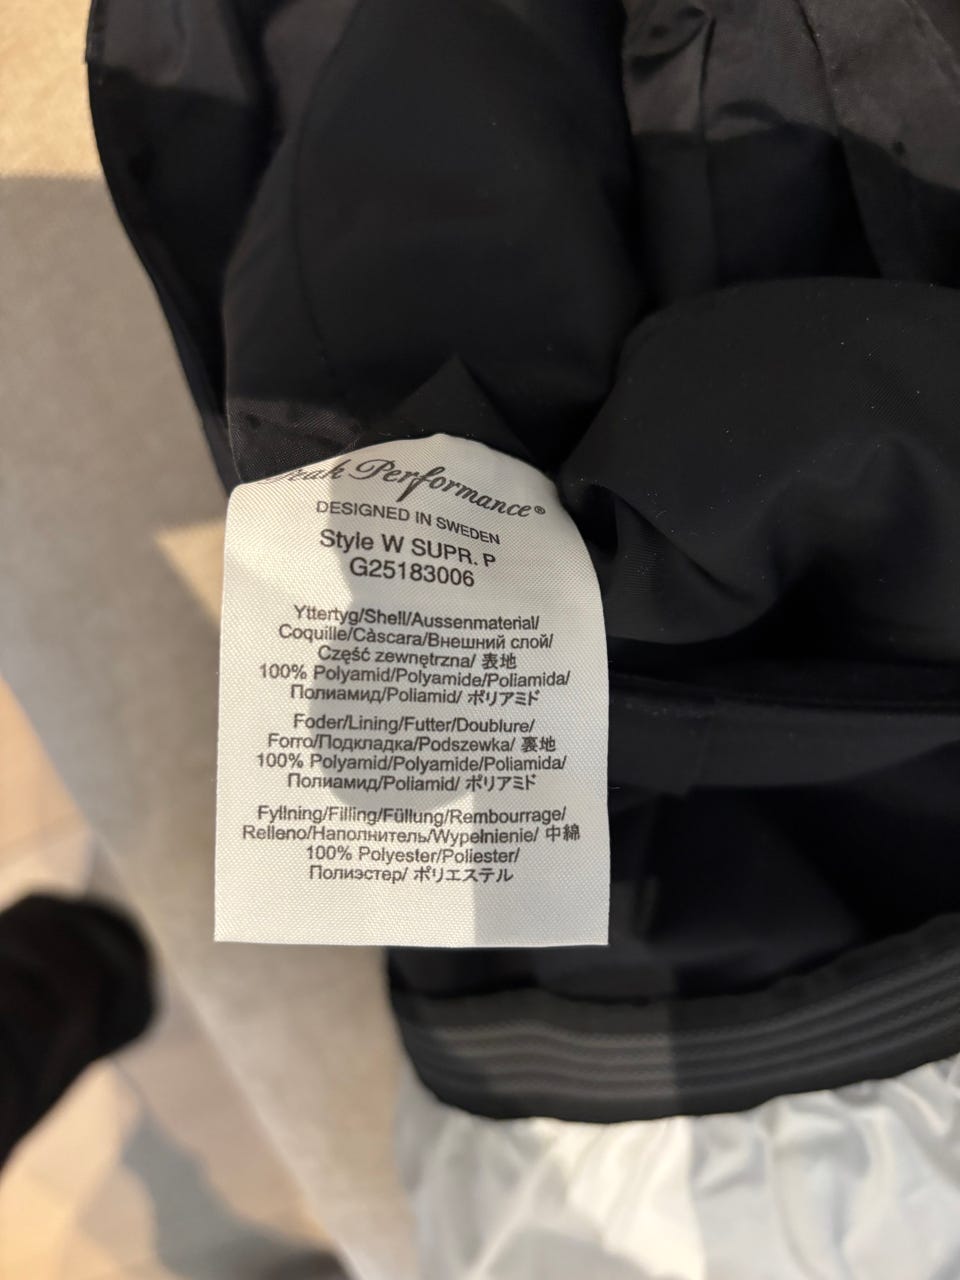 Peak Performance®
DESIGNED IN SWEDEN
Style W SUPR. P
G25183006
Yttertyg/Shell/Aussenmaterial/
Coquille/Càscara/Внешний слой/
Część zewnętrzna/ 表地
100% Polyamid/Polyamide/Poliamida/
Полиамид/Poliamid/ ポリアミド
Foder/Lining/Futter/Doublure/
Forro/Подкладка/Podszewka/ 裏地
100% Polyamid/Polyamide/Poliamida/
Полиамид/Poliamid/ ポリアミド
Fyllning/Filling/Füllung/Rembourrage/
Relleno/Наполнитель/Wypełnienie/ 中綿
100% Polyester/Poliester/
Полиэстер/ ポリエステル